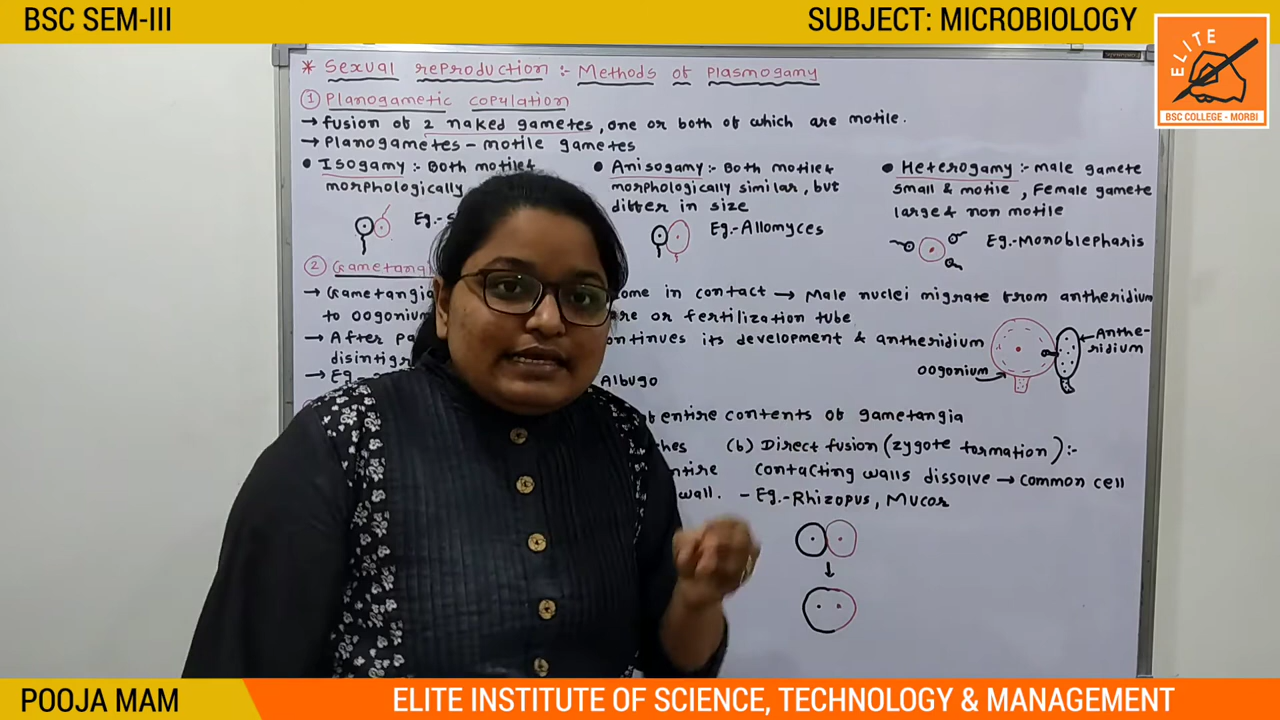 BSC SEM-III
SUBJECT: MICROBIOLOGY
ELITE
BSC COLLEGE - MORBI
* Sexual reproduction :- Methods of Plasmogamy
① Planogametic copulation
→ fusion of 2 naked gametes, one or both of which are motile.
→ Planogametes - motile gametes
• Isogamy :- Both motile &
morphologically
Eg.-
• Anisogamy :- Both motile &
morphologically similar, but
differ in size
Eg.-Allomyces
• Heterogamy :- male gamete
small & motile, Female gamete
large & non motile
Eg.-Monoblepharis
②
→ Gametangia come in contact → Male nuclei migrate from antheridium
to oogonium or fertilization tube
→ After continues its development & antheridium
→ Eg.- Albugo
oogonium
Anthe-
ridium
of entire contents of gametangia
(b) Direct fusion (zygote formation) :-
contacting walls dissolve → common cell
wall. - Eg.-Rhizopus, Mucor
POOJA MAM
ELITE INSTITUTE OF SCIENCE, TECHNOLOGY & MANAGEMENT